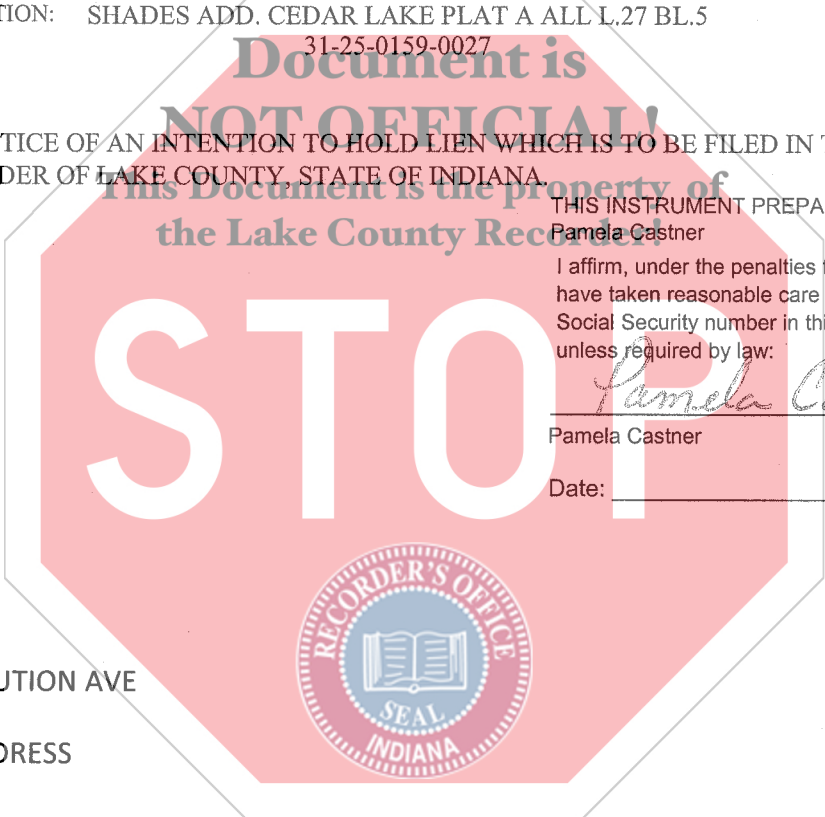 TION: SHADES ADD. CEDAR LAKE PLAT A ALL L.27 BL.5
31-25-0159-0027
Document is
NOT OFFICIAL!
TICE OF AN INTENTION TO HOLD LIEN WHICH IS TO BE FILED IN
DER OF LAKE COUNTY, STATE OF INDIANA.
This Document is the property of
the Lake County Recorder!
THIS INSTRUMENT PREPA
Pamela Castner
I affirm, under the penalties
have taken reasonable care
Social Security number in thi
unless required by law:
Pamela C
Pamela Castner
Date:
STOP
RECORDER'S OFFICE
SEAL
INDIANA
UTION AVE
DRESS